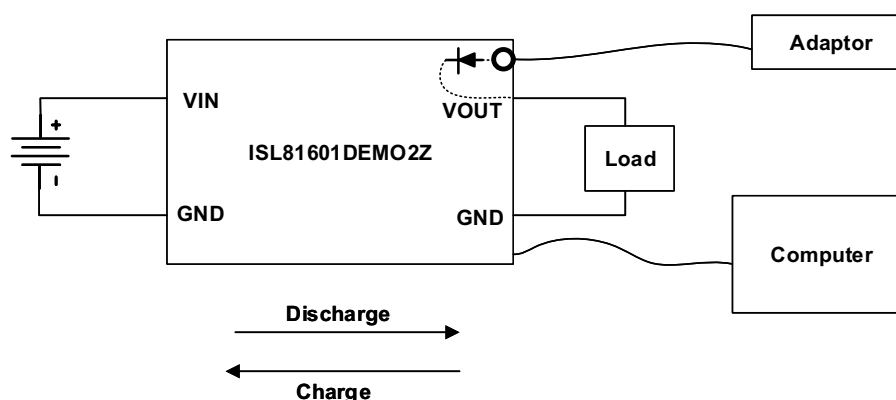 Adaptor
VIN
VOUT
+
ISL81601DEMO2Z
Load
-
GND
GND
Computer
Discharge
Charge